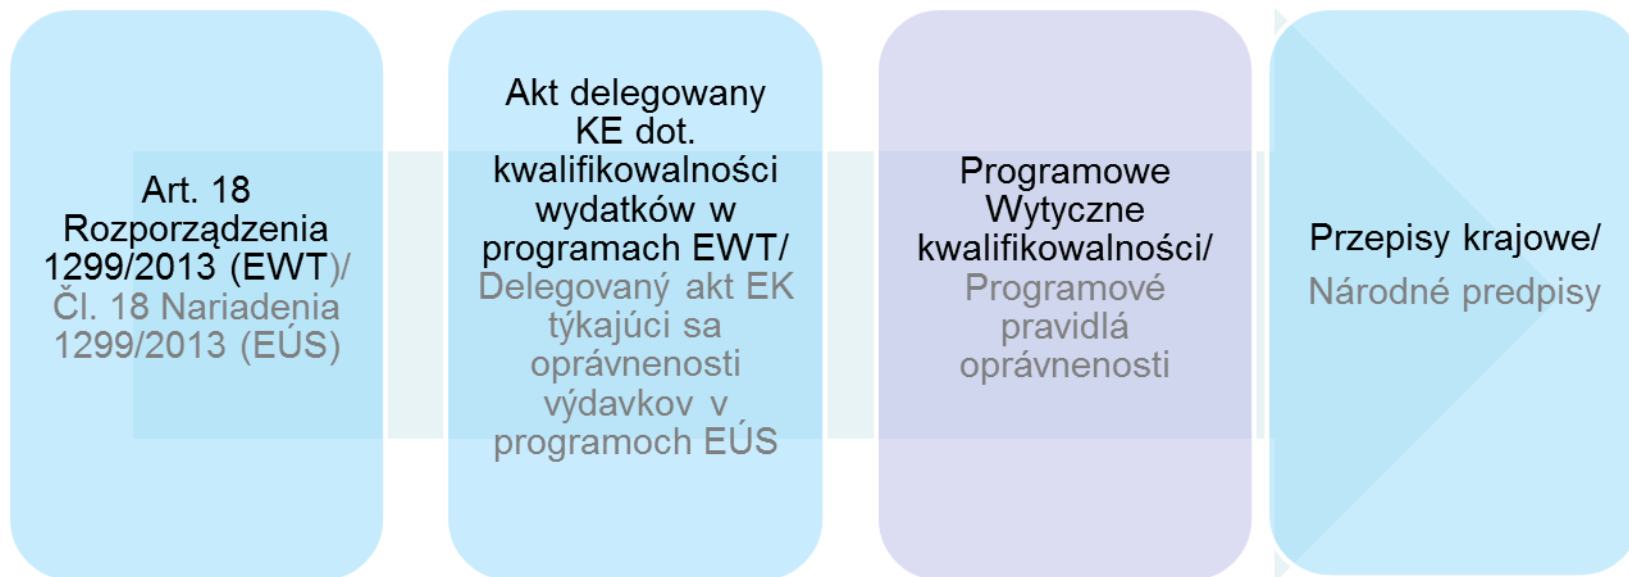 Art. 18
Rozporządzenia
1299/2013 (EWT)/
Čl. 18 Nariadenia
1299/2013 (EÚS)
Akt delegowany
KE dot.
kwalifikowalności
wydatków w
programach EWT/
Delegovaný akt EK
týkajúci sa
oprávnenosti
výdavkov v
programoch EÚS
Programowe
Wytyczne
kwalifikowalności/
Programové
pravidlá
oprávnenosti
Przepisy krajowe/
Národné predpisy